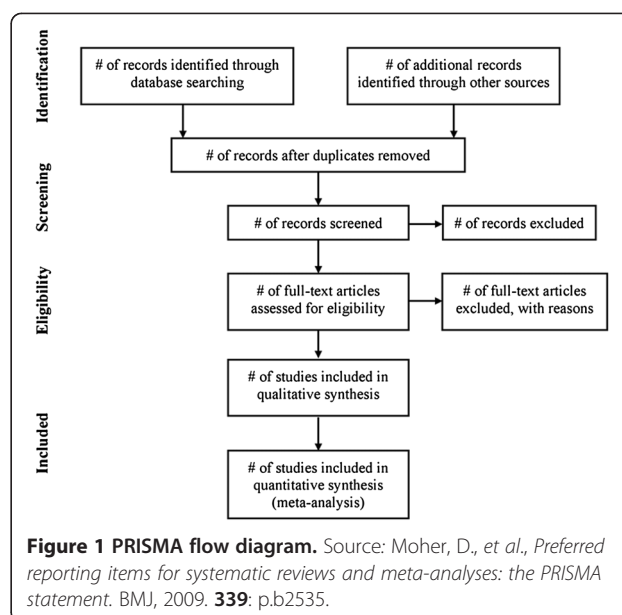 Identification
# of records identified through
database searching
# of additional records
identified through other sources
# of records after duplicates removed
Screening
# of records screened
# of records excluded
Eligibility
# of full-text articles
assessed for eligibility
# of full-text articles
excluded, with reasons
Included
# of studies included in
qualitative synthesis
# of studies included in
quantitative synthesis
(meta-analysis)
Figure 1 PRISMA flow diagram. Source: Moher, D., et al., Preferred
reporting items for systematic reviews and meta-analyses: the PRISMA
statement. BMJ, 2009. 339: p.b2535.